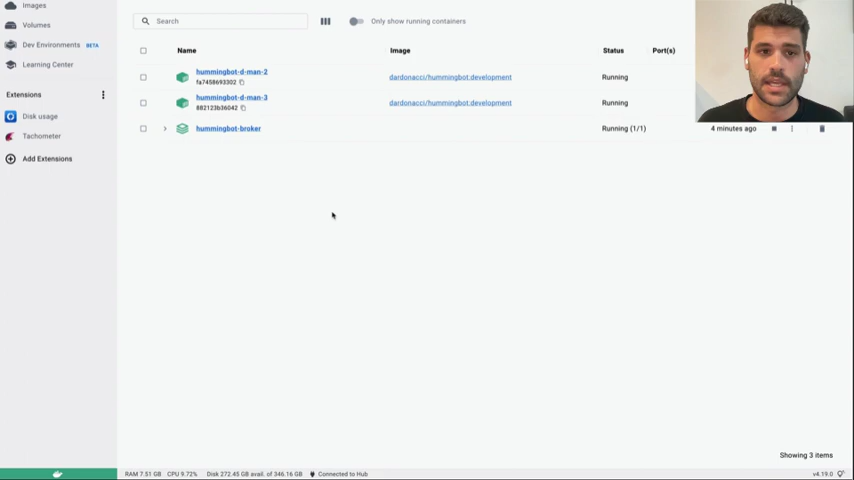 Images
Volumes
Dev Environments BETA
Learning Center
Extensions
Disk usage
Tachometer
Add Extensions
Search
Only show running containers
Name Image Status Port(s)
hummingbot-d-man-2 dardonacci/hummingbot:development Running
fa7458693302
hummingbot-d-man-3 dardonacci/hummingbot:development Running
882123b36042
hummingbot-broker Running (1/1) 4 minutes ago
Showing 3 items
RAM 7.51 GB CPU 9.72% Disk 272.45 GB avail. of 346.16 GB Connected to Hub v4.19.0